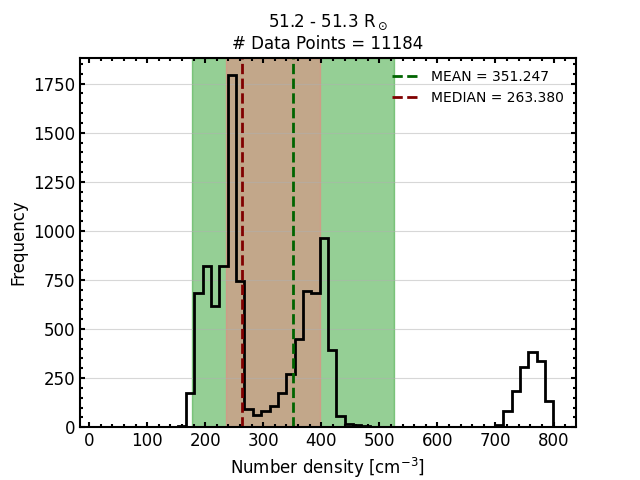 51.2 - 51.3 R⊙
# Data Points = 11184
MEAN = 351.247
MEDIAN = 263.380
Frequency
1750
1500
1250
1000
750
500
250
0
0 100 200 300 400 500 600 700 800
Number density [cm⁻³]